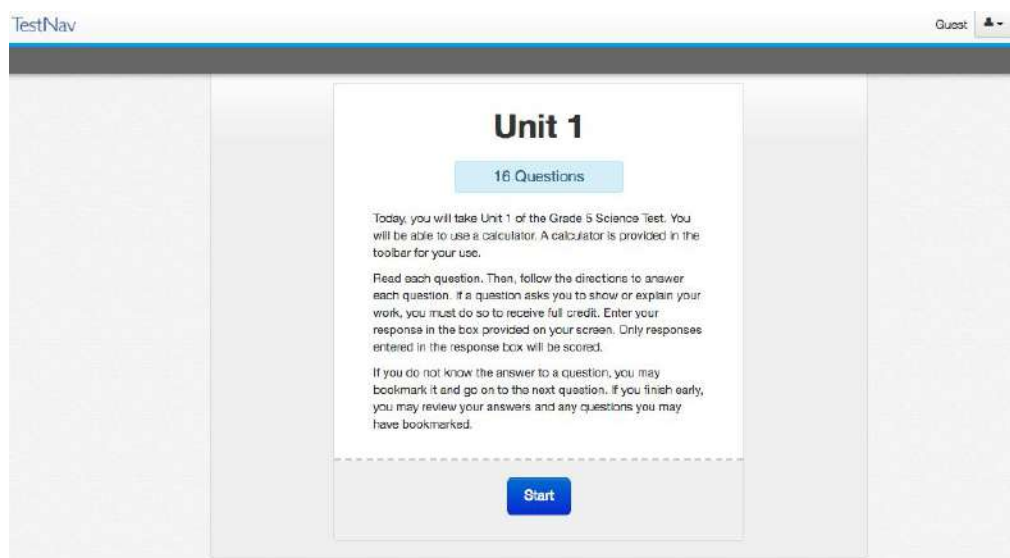 TestNav
Guest
Unit 1
16 Questions
Today, you will take Unit 1 of the Grade 5 Science Test. You
will be able to use a calculator. A calculator is provided in the
toolbar for your use.
Read each question. Then, follow the directions to answer
each question. If a question asks you to show or explain your
work, you must do so to receive full credit. Enter your
response in the box provided on your screen. Only responses
entered in the response box will be scored.
If you do not know the answer to a question, you may
bookmark it and go on to the next question. If you finish early,
you may review your answers and any questions you may
have bookmarked.
Start